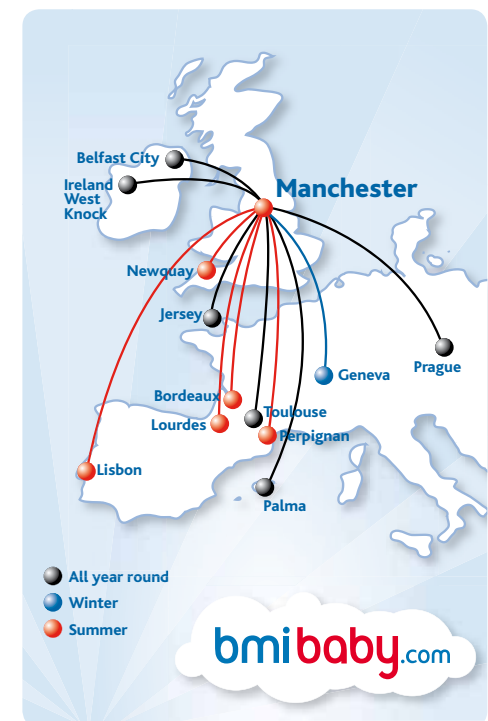 Belfast City
Manchester
Ireland
West
Knock
Newquay
Jersey
Prague
Geneva
Bordeaux
Toulouse
Lourdes
Perpignan
Lisbon
Palma
All year round
Winter
Summer
bmibaby.com